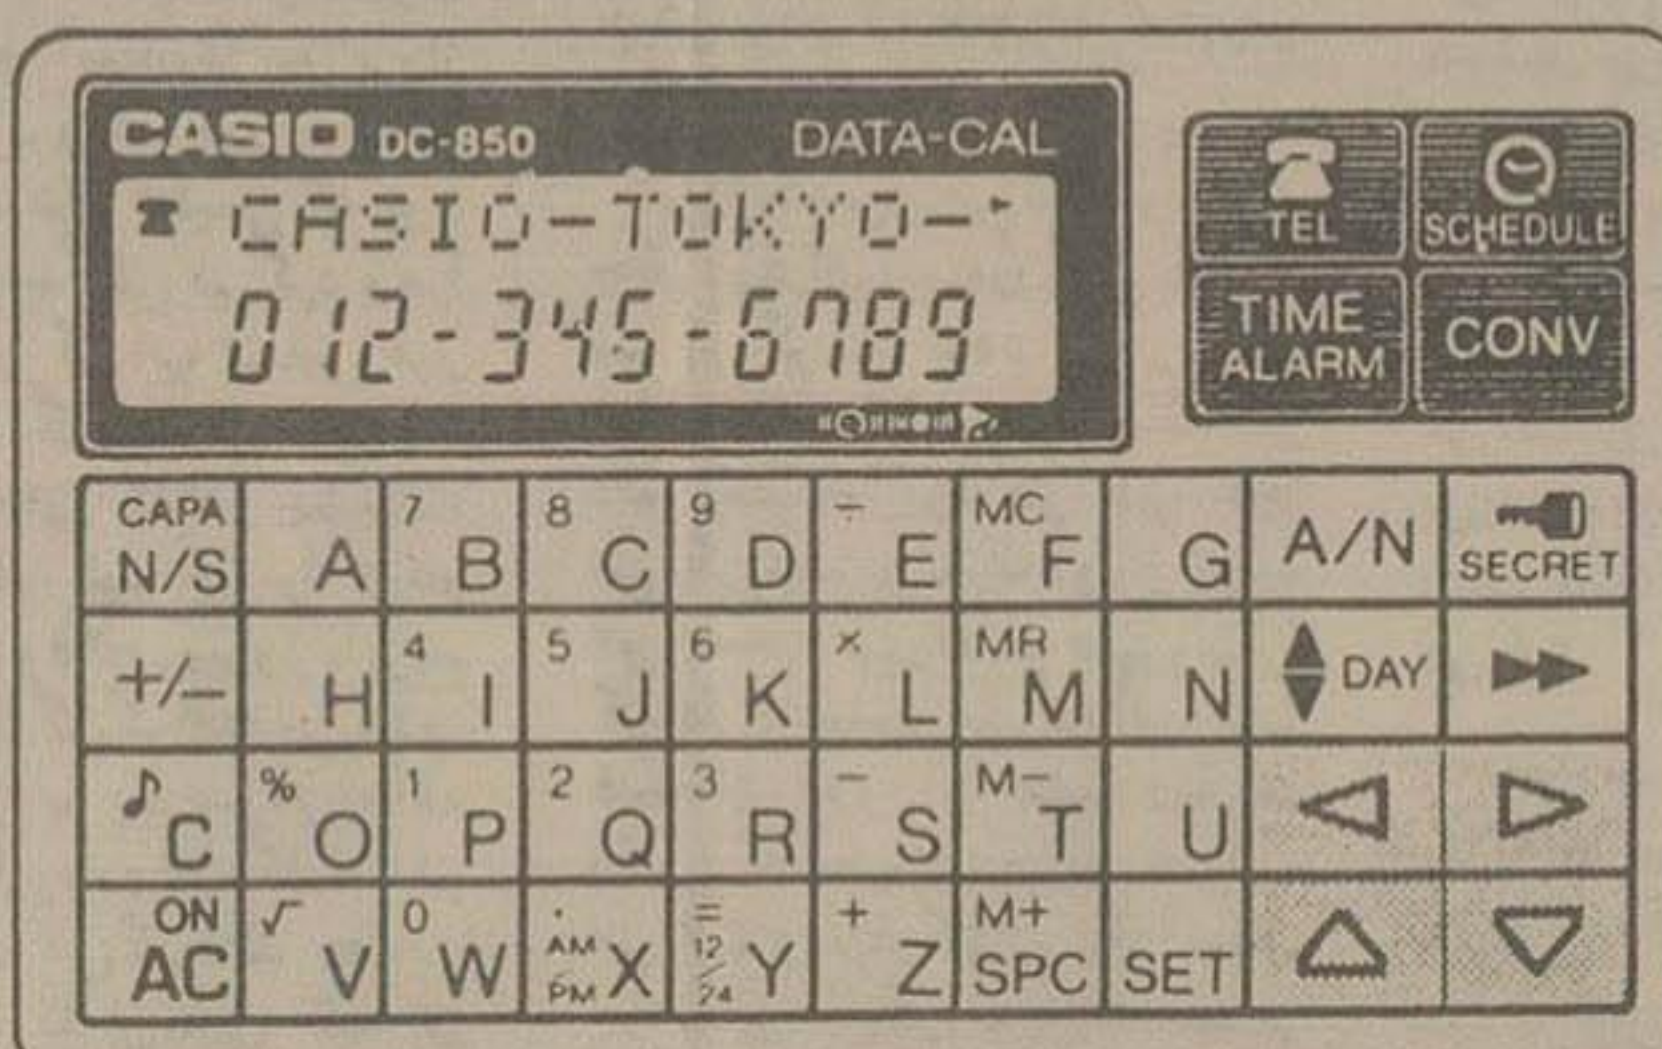 CASIO DC-850 DATA-CAL
CASIO-TOKYO-
012-345-6789
TEL SCHEDULE
TIME ALARM CONV
CAPA N/S A 7 B 8 C 9 D ÷ E MC F G A/N SECRET
+/− H 4 I 5 J 6 K × L MR M N DAY
♪ C % O 1 P 2 Q 3 R − S M− T U
ON AC √ V 0 W . AM/PM X = 12/24 Y + Z M+ SPC SET